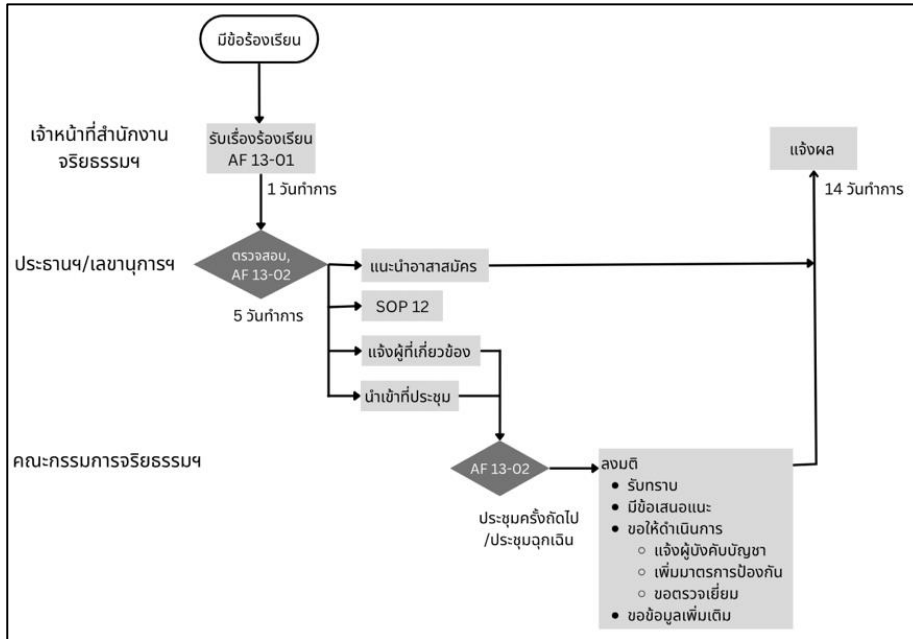 มีข้อร้องเรียน
เจ้าหน้าที่สำนักงาน
จริยธรรมฯ
รับเรื่องร้องเรียน
AF 13-01
แจ้งผล
1 วันทำการ
14 วันทำการ
ประธานฯ/เลขานุการฯ
ตรวจสอบ,
AF 13-02
แนะนำอาสาสมัคร
5 วันทำการ
SOP 12
แจ้งผู้ที่เกี่ยวข้อง
นำเข้าที่ประชุม
คณะกรรมการจริยธรรมฯ
AF 13-02
ประชุมครั้งถัดไป
/ประชุมฉุกเฉิน
ลงมติ
● รับทราบ
● มีข้อเสนอแนะ
● ขอให้ดำเนินการ
○ แจ้งผู้บังคับบัญชา
○ เพิ่มมาตรการป้องกัน
○ ขอตรวจเยี่ยม
● ขอข้อมูลเพิ่มเติม